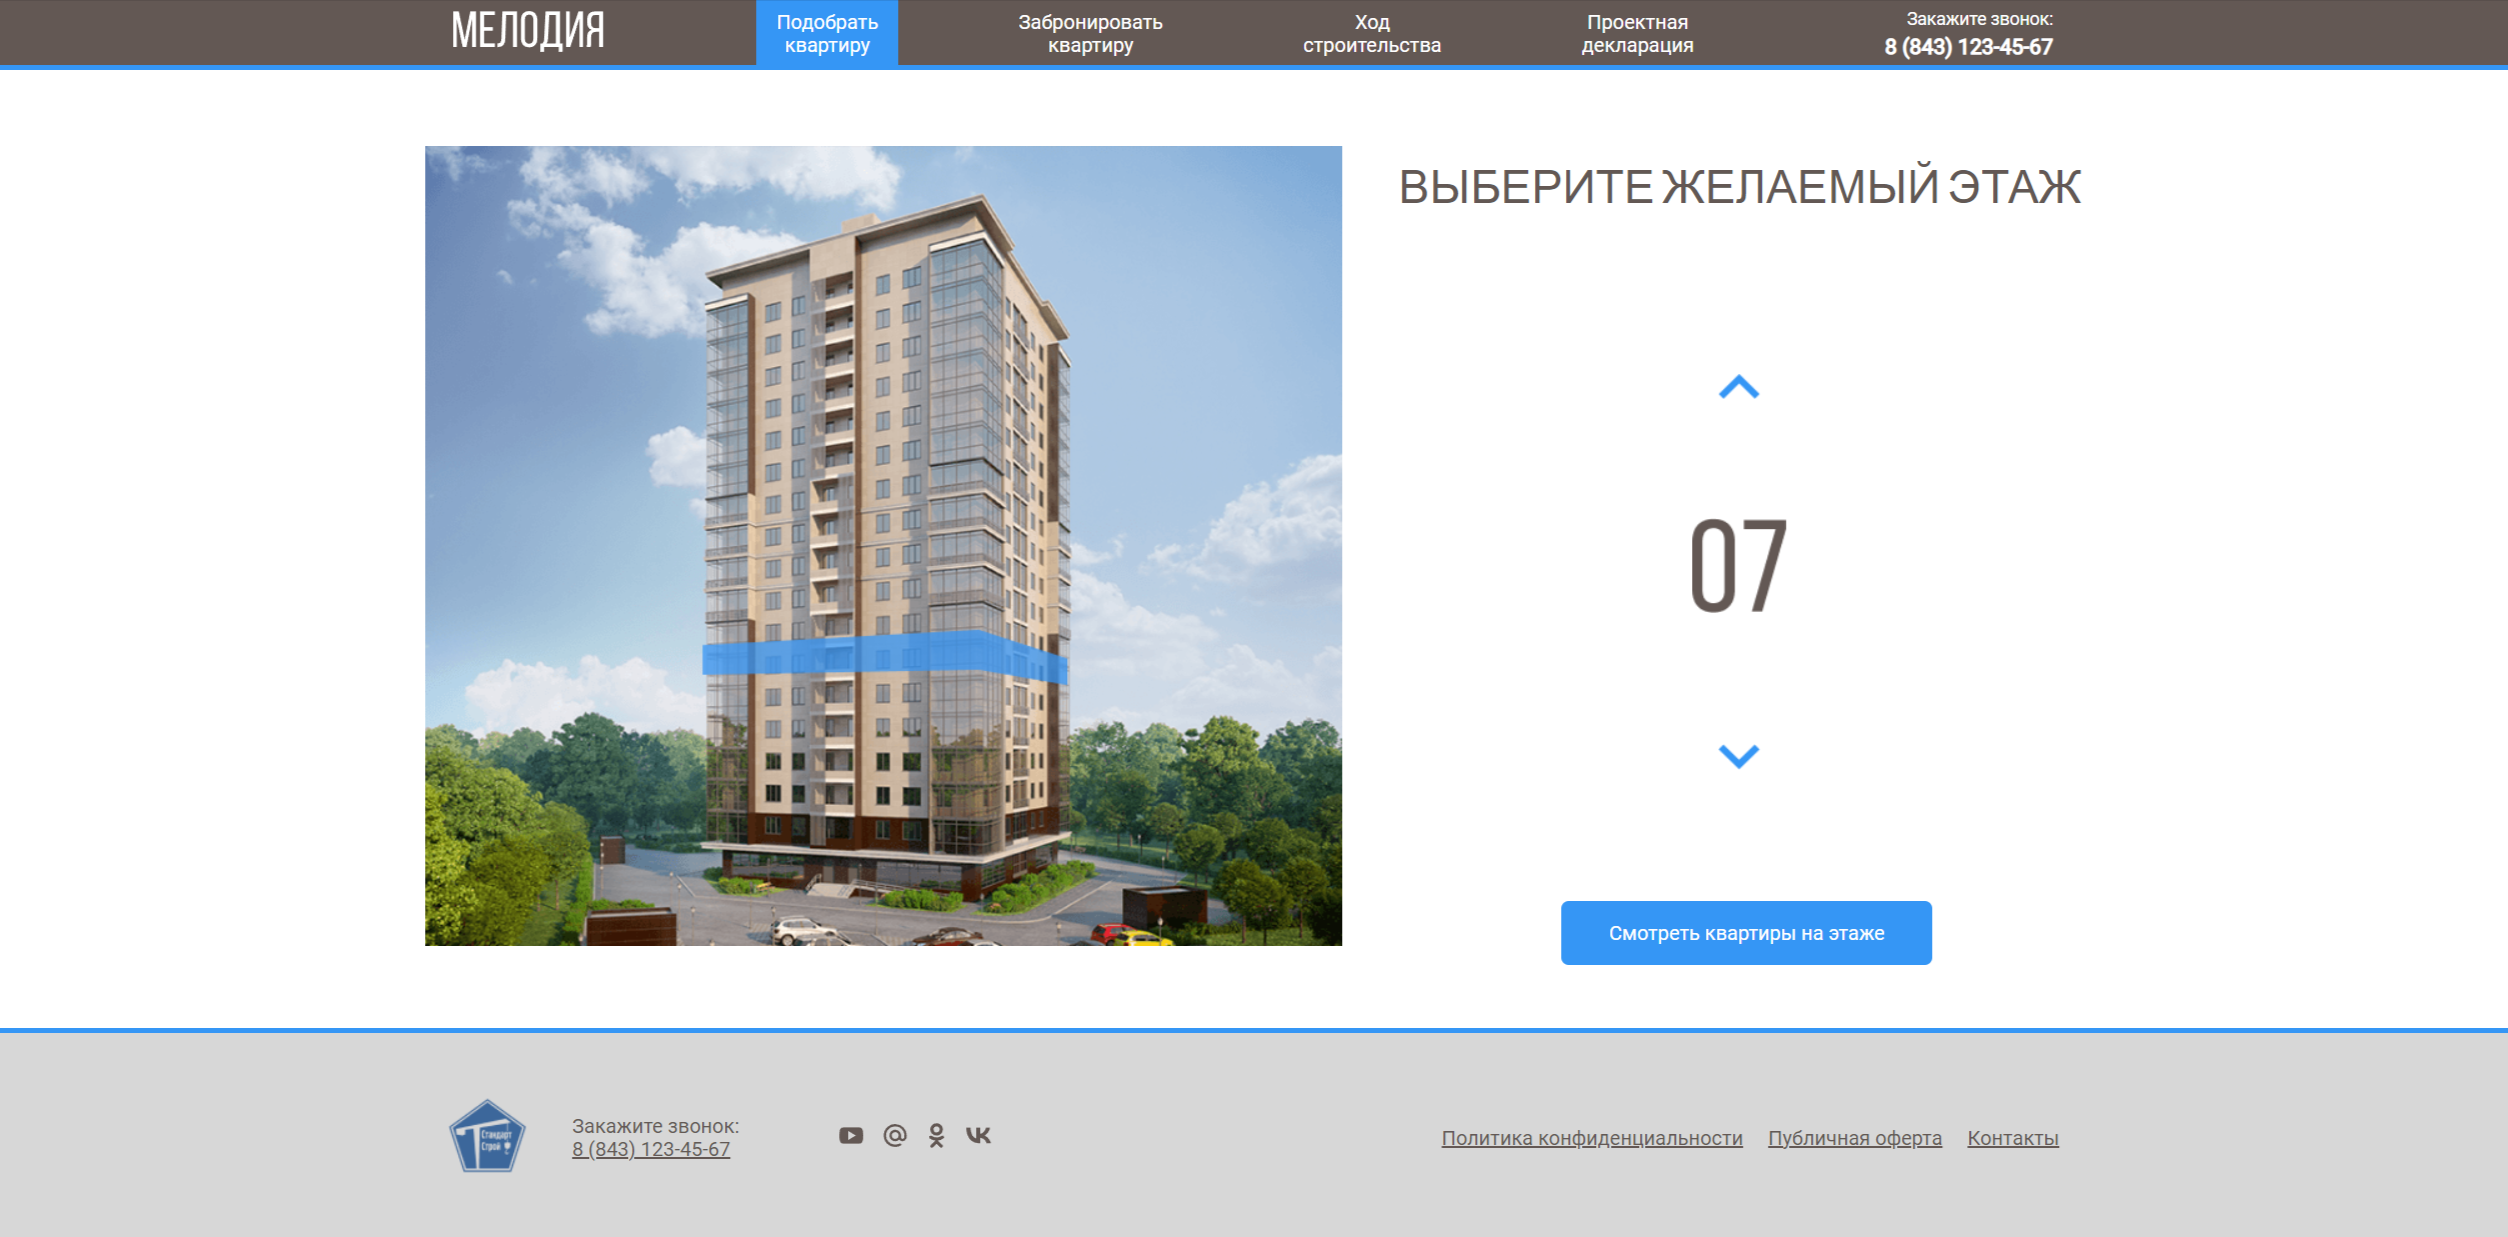 МЕЛОДИЯ
Подобрать
квартиру
Забронировать
квартиру
Ход
строительства
Проектная
декларация
Закажите звонок:
8 (843) 123-45-67
ВЫБЕРИТЕ ЖЕЛАЕМЫЙ ЭТАЖ
07
Смотреть квартиры на этаже
Стандарт
Строй
Закажите звонок:
8 (843) 123-45-67
Политика конфиденциальности
Публичная оферта
Контакты